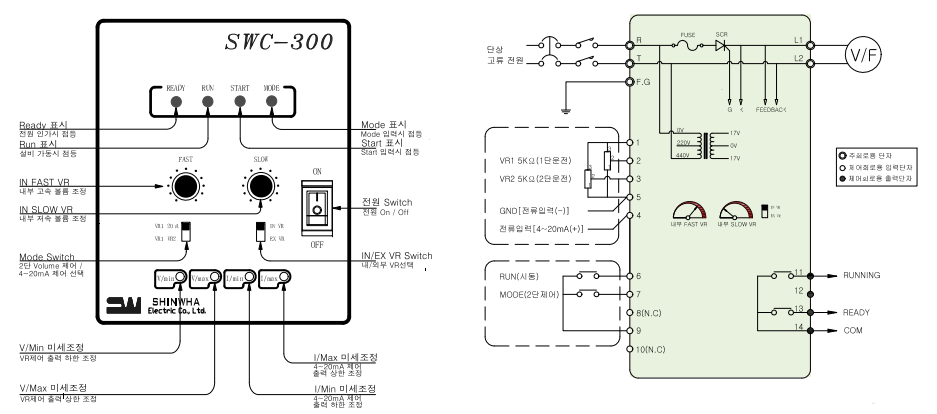 SWC-300
READY RUN START MODE
Ready 표시
전원 인가시 점등
Run 표시
설비 가동시 점등
Mode 표시
Mode 입력시 점등
Start 표시
Start 입력시 점등
FAST
SLOW
ON
OFF
IN FAST VR
내부 고속 볼륨 조정
IN SLOW VR
내부 저속 볼륨 조정
전원 Switch
전원 On / Off
VR.1 20mA
VR.1 VR2
IN VR
EX VR
Mode Switch
2단 Volume 제어 /
4~20mA 제어 선택
IN/EX VR Switch
내/외부 VR선택
V/min V/max I/min I/max
SW
SHINWHA
Electric Co., Ltd.
V/Min 미세조정
VR제어 출력 하한 조정
V/Max 미세조정
VR제어 출력 상한 조정
I/Max 미세조정
4~20mA 제어
출력 상한 조정
I/Min 미세조정
4~20mA 제어
출력 하한 조정
단상
교류 전원
R
T
F.G
FUSE
SCR
L1
L2
V/F
G K FEEDBACK
0V
220V
440V
17V
0V
17V
1
2
3
5
4
VR1 5KΩ(1단운전)
VR2 5KΩ(2단운전)
GND[전류입력(-)]
전류입력[4~20mA(+)]
주회로용 단자
제어회로용 입력단자
제어회로용 출력단자
내부 FAST VR
내부 SLOW VR
IN VR
EX VR
RUN(시동)
MODE(2단제어)
6
7
8(N.C)
9
10(N.C)
11
12
13
14
RUNNING
READY
COM